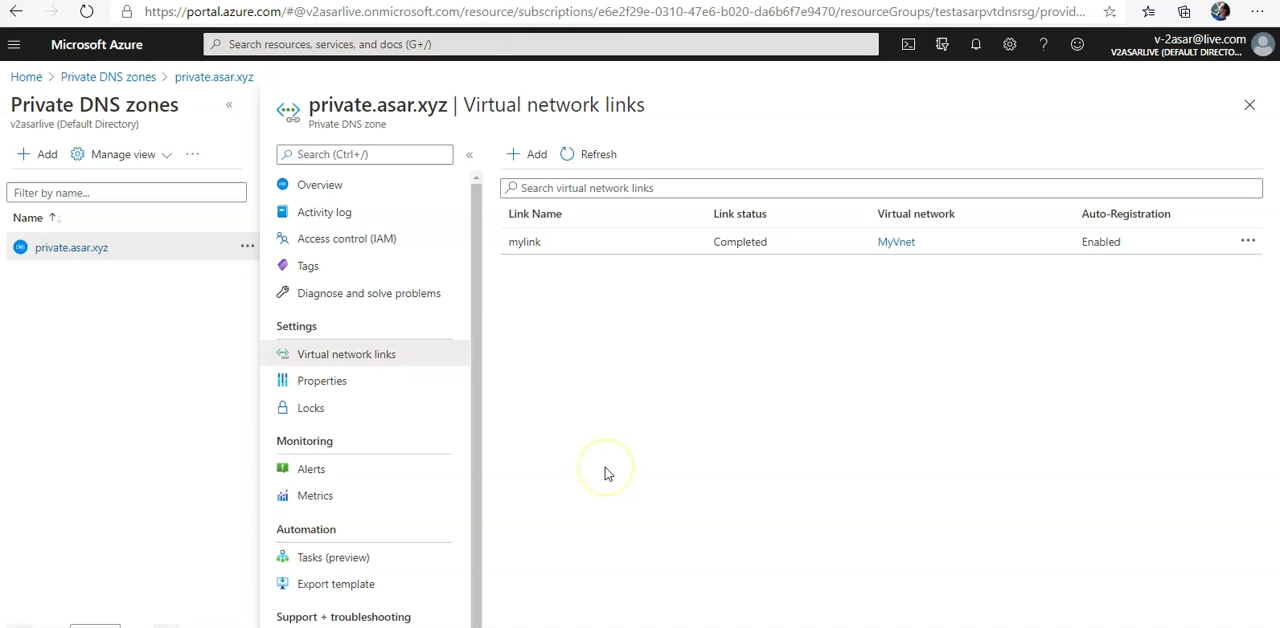 https://portal.azure.com/#@v2asarlive.onmicrosoft.com/resource/subscriptions/e6e2f29e-0310-47e6-b020-da6b6f7e9470/resourceGroups/testasarpvtdnsrsg/provid...
Microsoft Azure
Search resources, services, and docs (G+/)
v-2asar@live.com
V2ASARLIVE (DEFAULT DIRECTO...
Home > Private DNS zones > private.asar.xyz
Private DNS zones
v2asarlive (Default Directory)
Add
Manage view
Filter by name...
Name
private.asar.xyz
private.asar.xyz | Virtual network links
Private DNS zone
Search (Ctrl+/)
Overview
Activity log
Access control (IAM)
Tags
Diagnose and solve problems
Settings
Virtual network links
Properties
Locks
Monitoring
Alerts
Metrics
Automation
Tasks (preview)
Export template
Support + troubleshooting
Add
Refresh
Search virtual network links
Link Name Link status Virtual network Auto-Registration
mylink Completed MyVnet Enabled